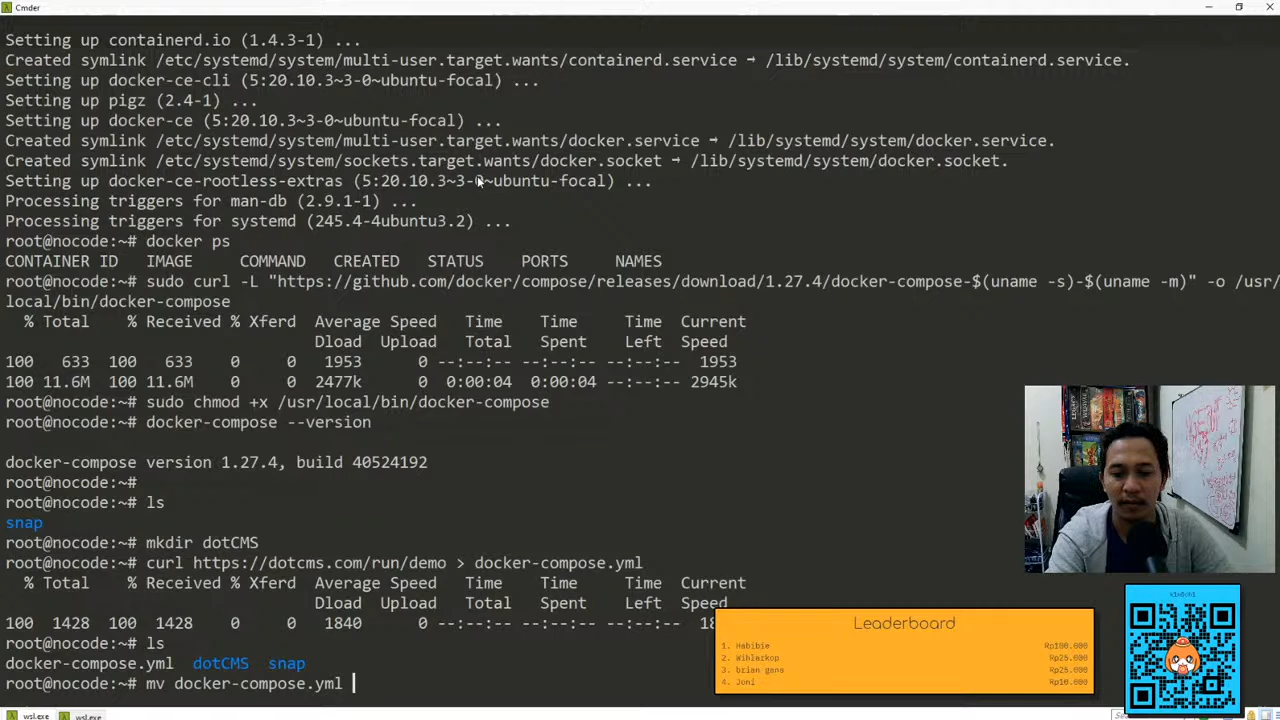 Cmder
Setting up containerd.io (1.4.3-1) ...
Created symlink /etc/systemd/system/multi-user.target.wants/containerd.service → /lib/systemd/system/containerd.service.
Setting up docker-ce-cli (5:20.10.3~3-0~ubuntu-focal) ...
Setting up pigz (2.4-1) ...
Setting up docker-ce (5:20.10.3~3-0~ubuntu-focal) ...
Created symlink /etc/systemd/system/multi-user.target.wants/docker.service → /lib/systemd/system/docker.service.
Created symlink /etc/systemd/system/sockets.target.wants/docker.socket → /lib/systemd/system/docker.socket.
Setting up docker-ce-rootless-extras (5:20.10.3~3-0~ubuntu-focal) ...
Processing triggers for man-db (2.9.1-1) ...
Processing triggers for systemd (245.4-4ubuntu3.2) ...
root@nocode:~# docker ps
CONTAINER ID   IMAGE     COMMAND   CREATED   STATUS    PORTS     NAMES
root@nocode:~# sudo curl -L "https://github.com/docker/compose/releases/download/1.27.4/docker-compose-$(uname -s)-$(uname -m)" -o /usr/
local/bin/docker-compose
% Total    % Received % Xferd  Average Speed   Time    Time     Time  Current
Dload  Upload   Total   Spent    Left  Speed
100   633  100   633    0     0   1953      0 --:--:-- --:--:-- --:--:--  1953
100 11.6M  100 11.6M    0     0  2477k      0  0:00:04  0:00:04 --:--:-- 2945k
root@nocode:~# sudo chmod +x /usr/local/bin/docker-compose
root@nocode:~# docker-compose --version
docker-compose version 1.27.4, build 40524192
root@nocode:~#
root@nocode:~# ls
snap
root@nocode:~# mkdir dotCMS
root@nocode:~# curl https://dotcms.com/run/demo > docker-compose.yml
% Total    % Received % Xferd  Average Speed   Time    Time     Time  Current
Dload  Upload   Total   Spent    Left  Speed
100  1428  100  1428    0     0   1840      0 --:--:-- --:--:-- --:--:--  18
root@nocode:~# ls
docker-compose.yml  dotCMS  snap
root@nocode:~# mv docker-compose.yml
Leaderboard
1. Habibie Rp100.000
2. Wihlarkop Rp25.000
3. brian gans Rp25.000
4. Joni Rp10.000
wsl.exe
wsl.exe